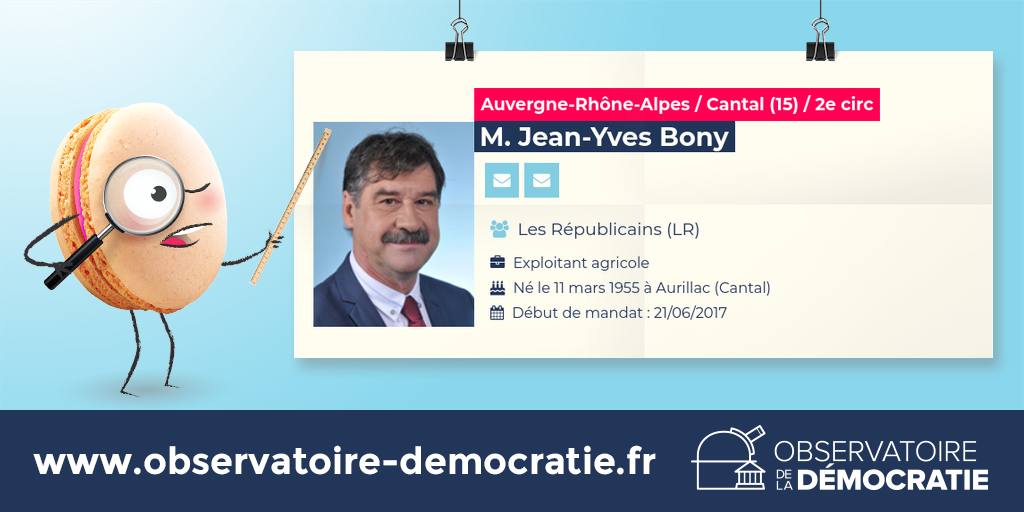 Auvergne-Rhône-Alpes / Cantal (15) / 2e circ
M. Jean-Yves Bony
Les Républicains (LR)
Exploitant agricole
Né le 11 mars 1955 à Aurillac (Cantal)
Début de mandat : 21/06/2017
www.observatoire-democratie.fr
OBSERVATOIRE
DE LA DÉMOCRATIE